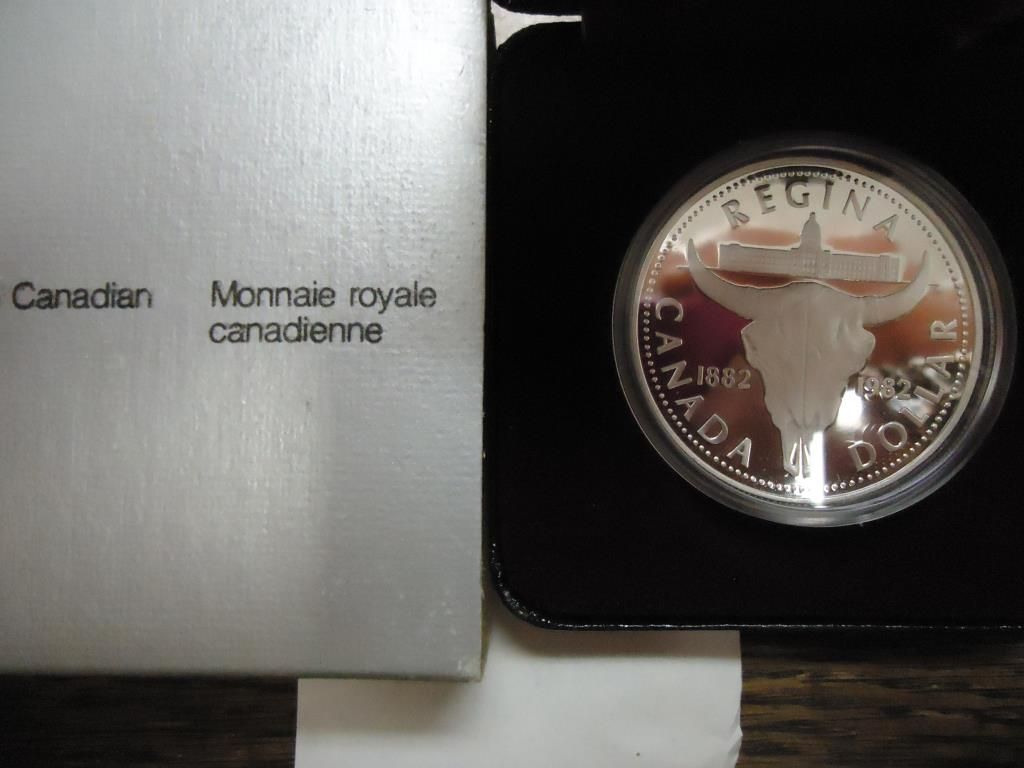 Canadian
Monnaie royale
canadienne
REGINA
CANADA
1882
1982
DOLLAR